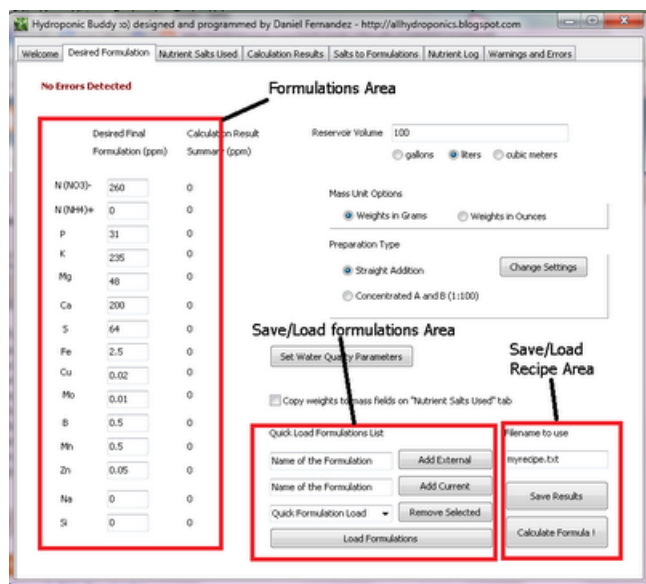 Hydroponic Buddy :o) designed and programmed by Daniel Fernandez - http://allhydroponics.blogspot.com
Welcome Desired Formulation Nutrient Salts Used Calculation Results Salts to Formulations Nutrient Log Warnings and Errors
No Errors Detected
Formulations Area
Desired Final Formulation (ppm)
Calculation Result Summary (ppm)
Reservoir Volume 100
gallons liters cubic meters
N (NO3)- 260 0
N (NH4)+ 0 0
P 31 0
K 235 0
Mg 48 0
Ca 200 0
S 64 0
Fe 2.5 0
Cu 0.02 0
Mo 0.01 0
B 0.5 0
Mn 0.5 0
Zn 0.05 0
Na 0 0
Si 0 0
Mass Unit Options
Weights in Grams Weights in Ounces
Preparation Type
Straight Addition
Change Settings
Concentrated A and B (1:100)
Save/Load formulations Area
Set Water Quality Parameters
Save/Load
Recipe Area
Copy weights to mass fields on "Nutrient Salts Used" tab
Quick Load Formulations List
Name of the Formulation Add External
Name of the Formulation Add Current
Quick Formulation Load Remove Selected
Load Formulations
Filename to use
myrecipe.txt
Save Results
Calculate Formula !